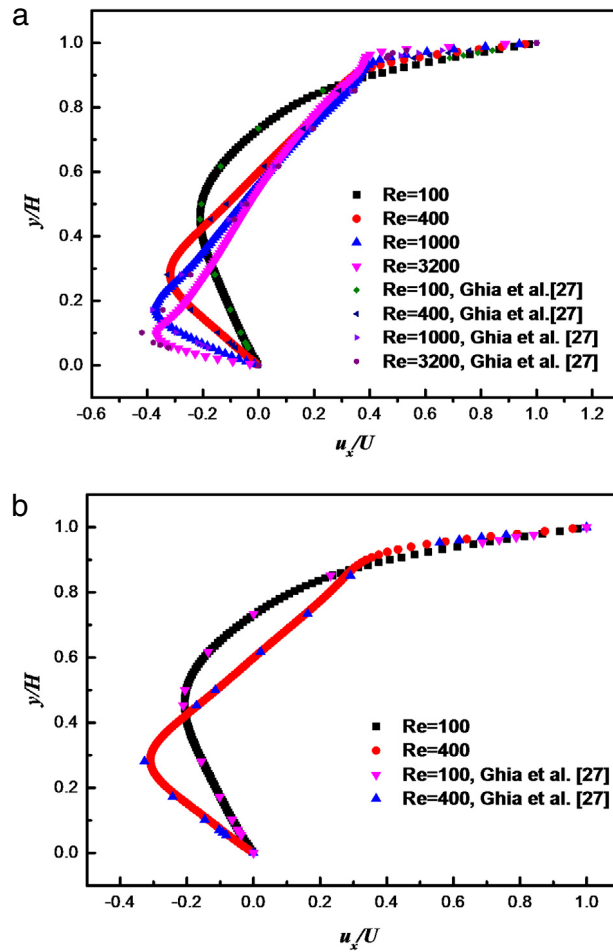 a
1.0
0.8
0.6
0.4
0.2
0.0
y/H
Re=100
Re=400
Re=1000
Re=3200
Re=100, Ghia et al.[27]
Re=400, Ghia et al.[27]
Re=1000, Ghia et al. [27]
Re=3200, Ghia et al. [27]
-0.6 -0.4 -0.2 0.0 0.2 0.4 0.6 0.8 1.0 1.2
u_x/U
b
1.0
0.8
0.6
0.4
0.2
0.0
y/H
Re=100
Re=400
Re=100, Ghia et al. [27]
Re=400, Ghia et al. [27]
-0.4 -0.2 0.0 0.2 0.4 0.6 0.8 1.0
u_x/U